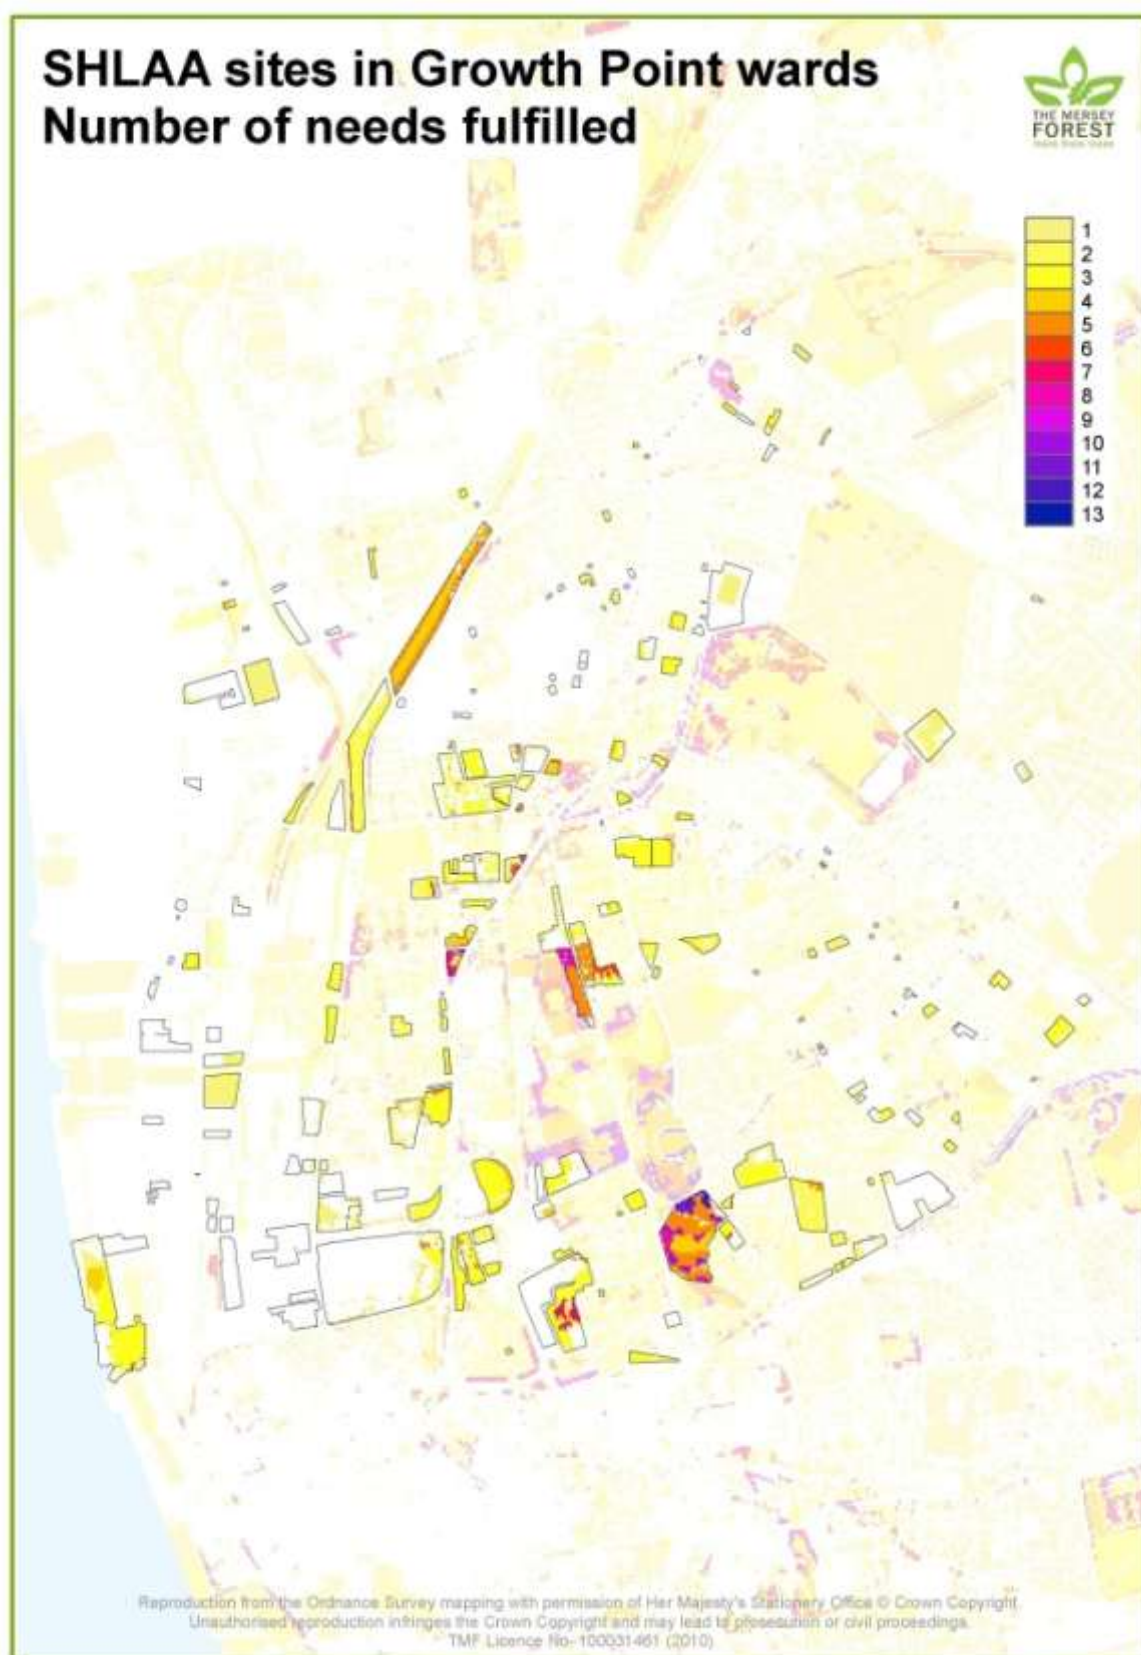 SHLAA sites in Growth Point wards
Number of needs fulfilled
THE MERSEY
FOREST
1
2
3
4
5
6
7
8
9
10
11
12
13
Reproduction from the Ordnance Survey mapping with permission of Her Majesty's Stationery Office © Crown Copyright
Unauthorised reproduction infringes the Crown Copyright and may lead to prosecution or civil proceedings.
TMF Licence No- 100031461 (2010)